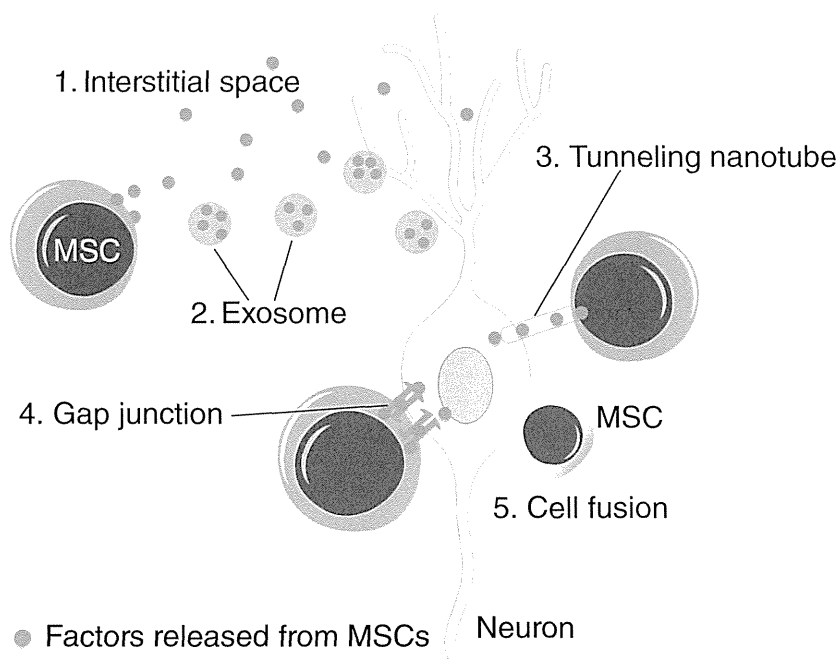 1. Interstitial space
3. Tunneling nanotube
MSC
2. Exosome
4. Gap junction
MSC
5. Cell fusion
Factors released from MSCs
Neuron